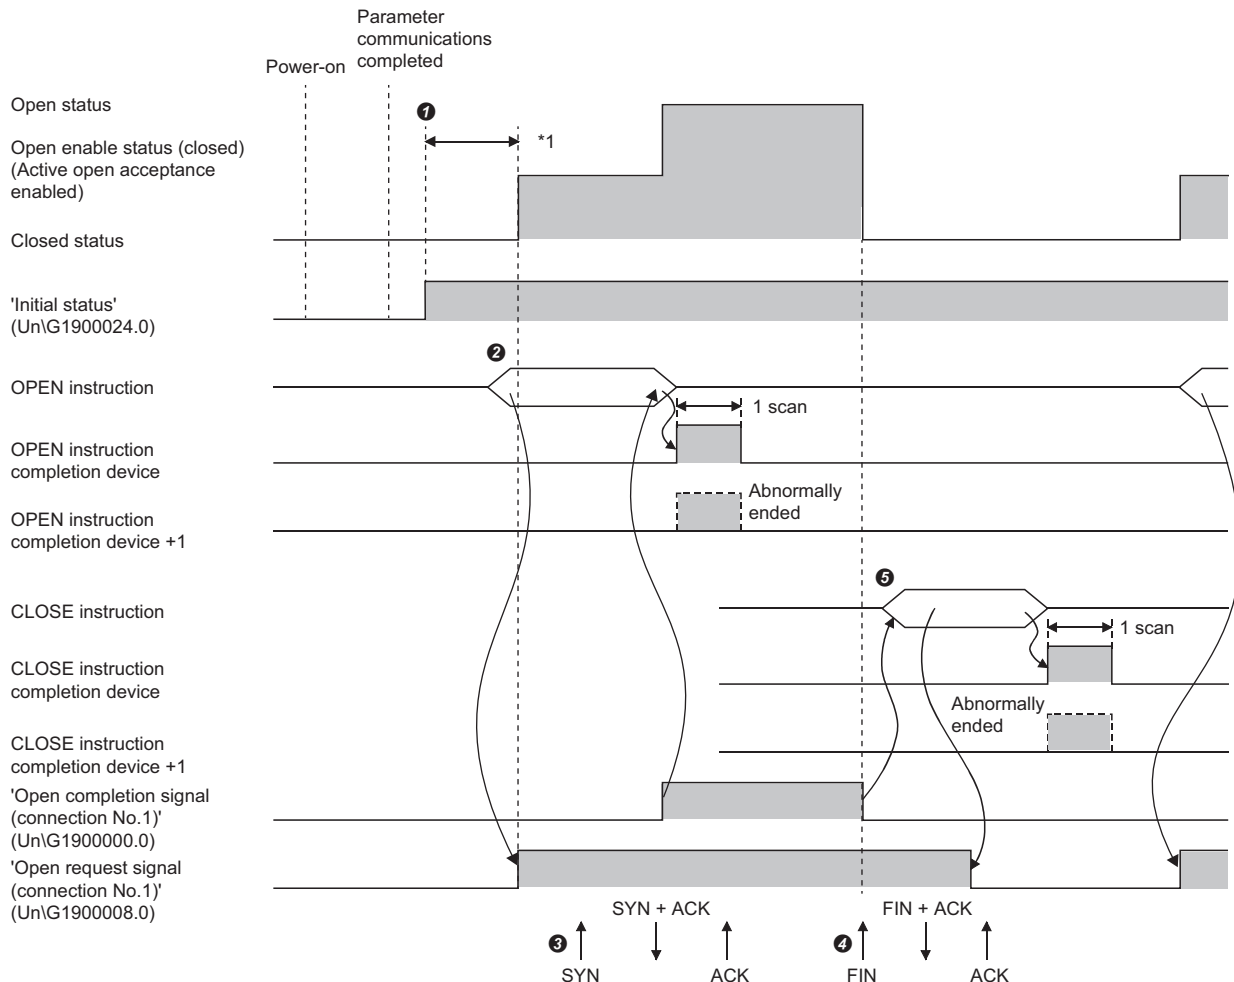 Parameter
communications
completed
Power-on
Open status
❶
*1
Open enable status (closed)
(Active open acceptance
enabled)
Closed status
'Initial status'
(Un\G1900024.0)
❷
OPEN instruction
1 scan
OPEN instruction
completion device
Abnormally
ended
OPEN instruction
completion device +1
❺
CLOSE instruction
1 scan
CLOSE instruction
completion device
Abnormally
ended
CLOSE instruction
completion device +1
'Open completion signal
(connection No.1)'
(Un\G1900000.0)
'Open request signal
(connection No.1)'
(Un\G1900008.0)
SYN + ACK
FIN + ACK
❸
❹
SYN
ACK
FIN
ACK